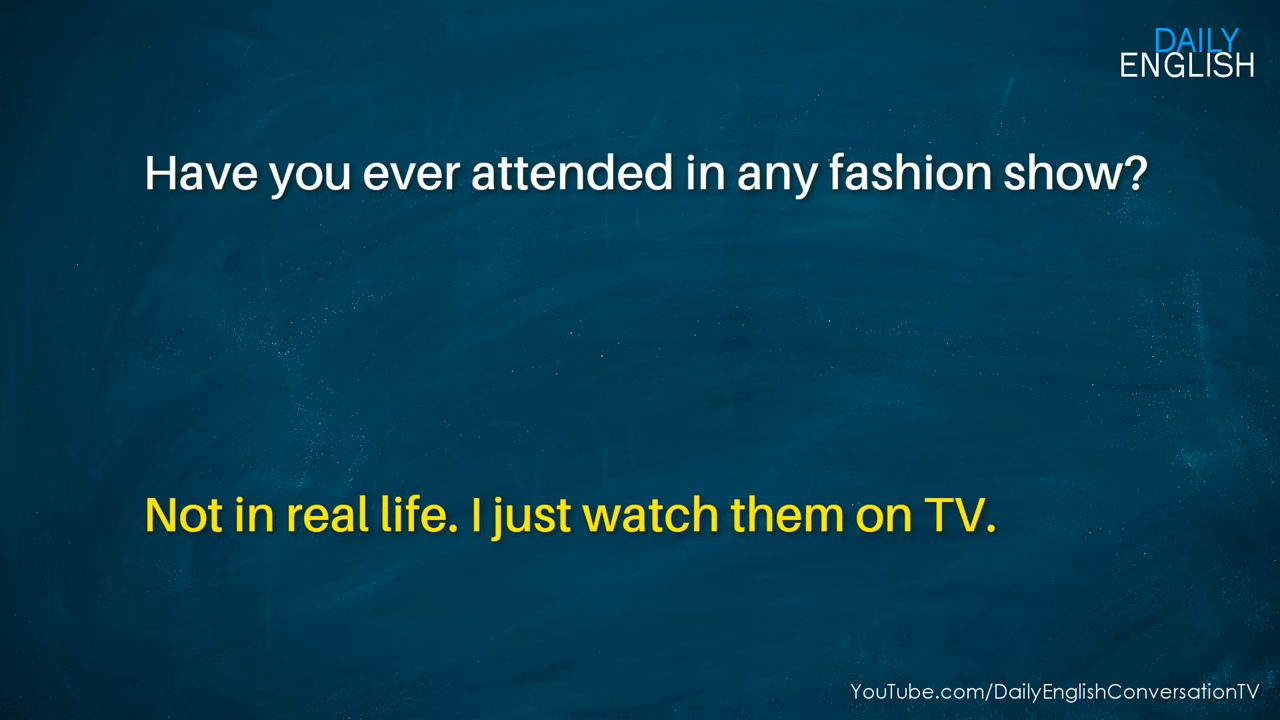 DAILY
ENGLISH
Have you ever attended in any fashion show?
Not in real life. I just watch them on TV.
YouTube.com/DailyEnglishConversationTV